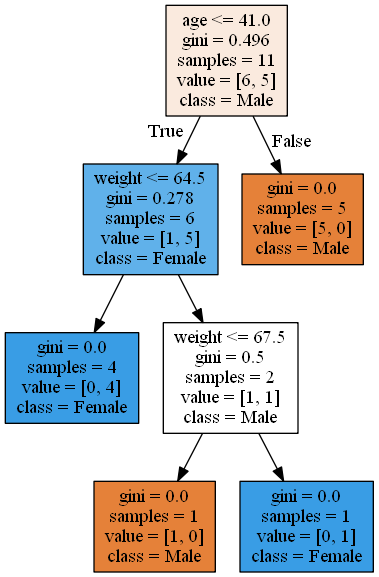 age <= 41.0
gini = 0.496
samples = 11
value = [6, 5]
class = Male
True
False
weight <= 64.5
gini = 0.278
samples = 6
value = [1, 5]
class = Female
gini = 0.0
samples = 5
value = [5, 0]
class = Male
gini = 0.0
samples = 4
value = [0, 4]
class = Female
weight <= 67.5
gini = 0.5
samples = 2
value = [1, 1]
class = Male
gini = 0.0
samples = 1
value = [1, 0]
class = Male
gini = 0.0
samples = 1
value = [0, 1]
class = Female